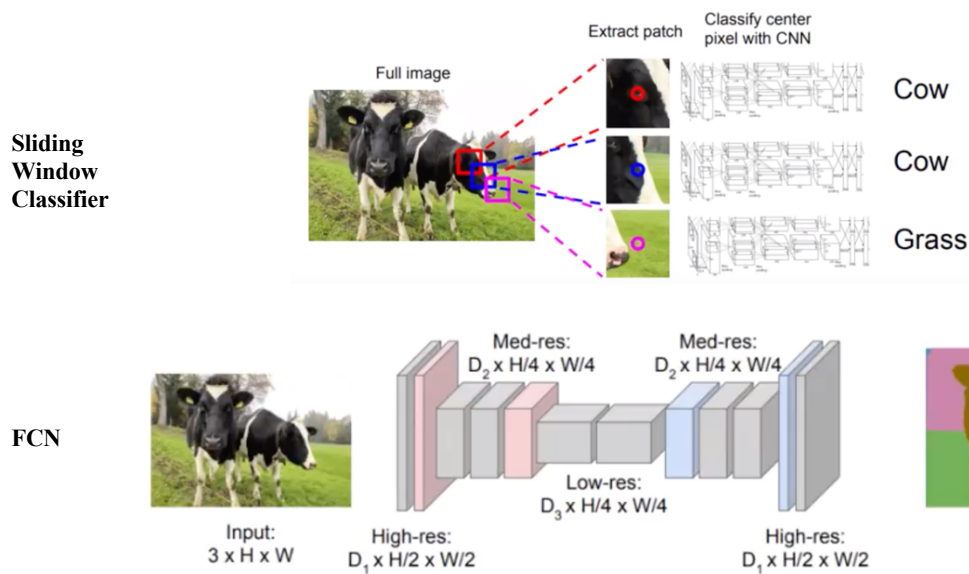 Sliding
Window
Classifier
Full image
Extract patch
Classify center
pixel with CNN
Cow
Cow
Grass
FCN
Input:
3 x H x W
High-res:
D₁ x H/2 x W/2
Med-res:
D₂ x H/4 x W/4
Low-res:
D₃ x H/4 x W/4
Med-res:
D₂ x H/4 x W/4
High-res:
D₁ x H/2 x W/2